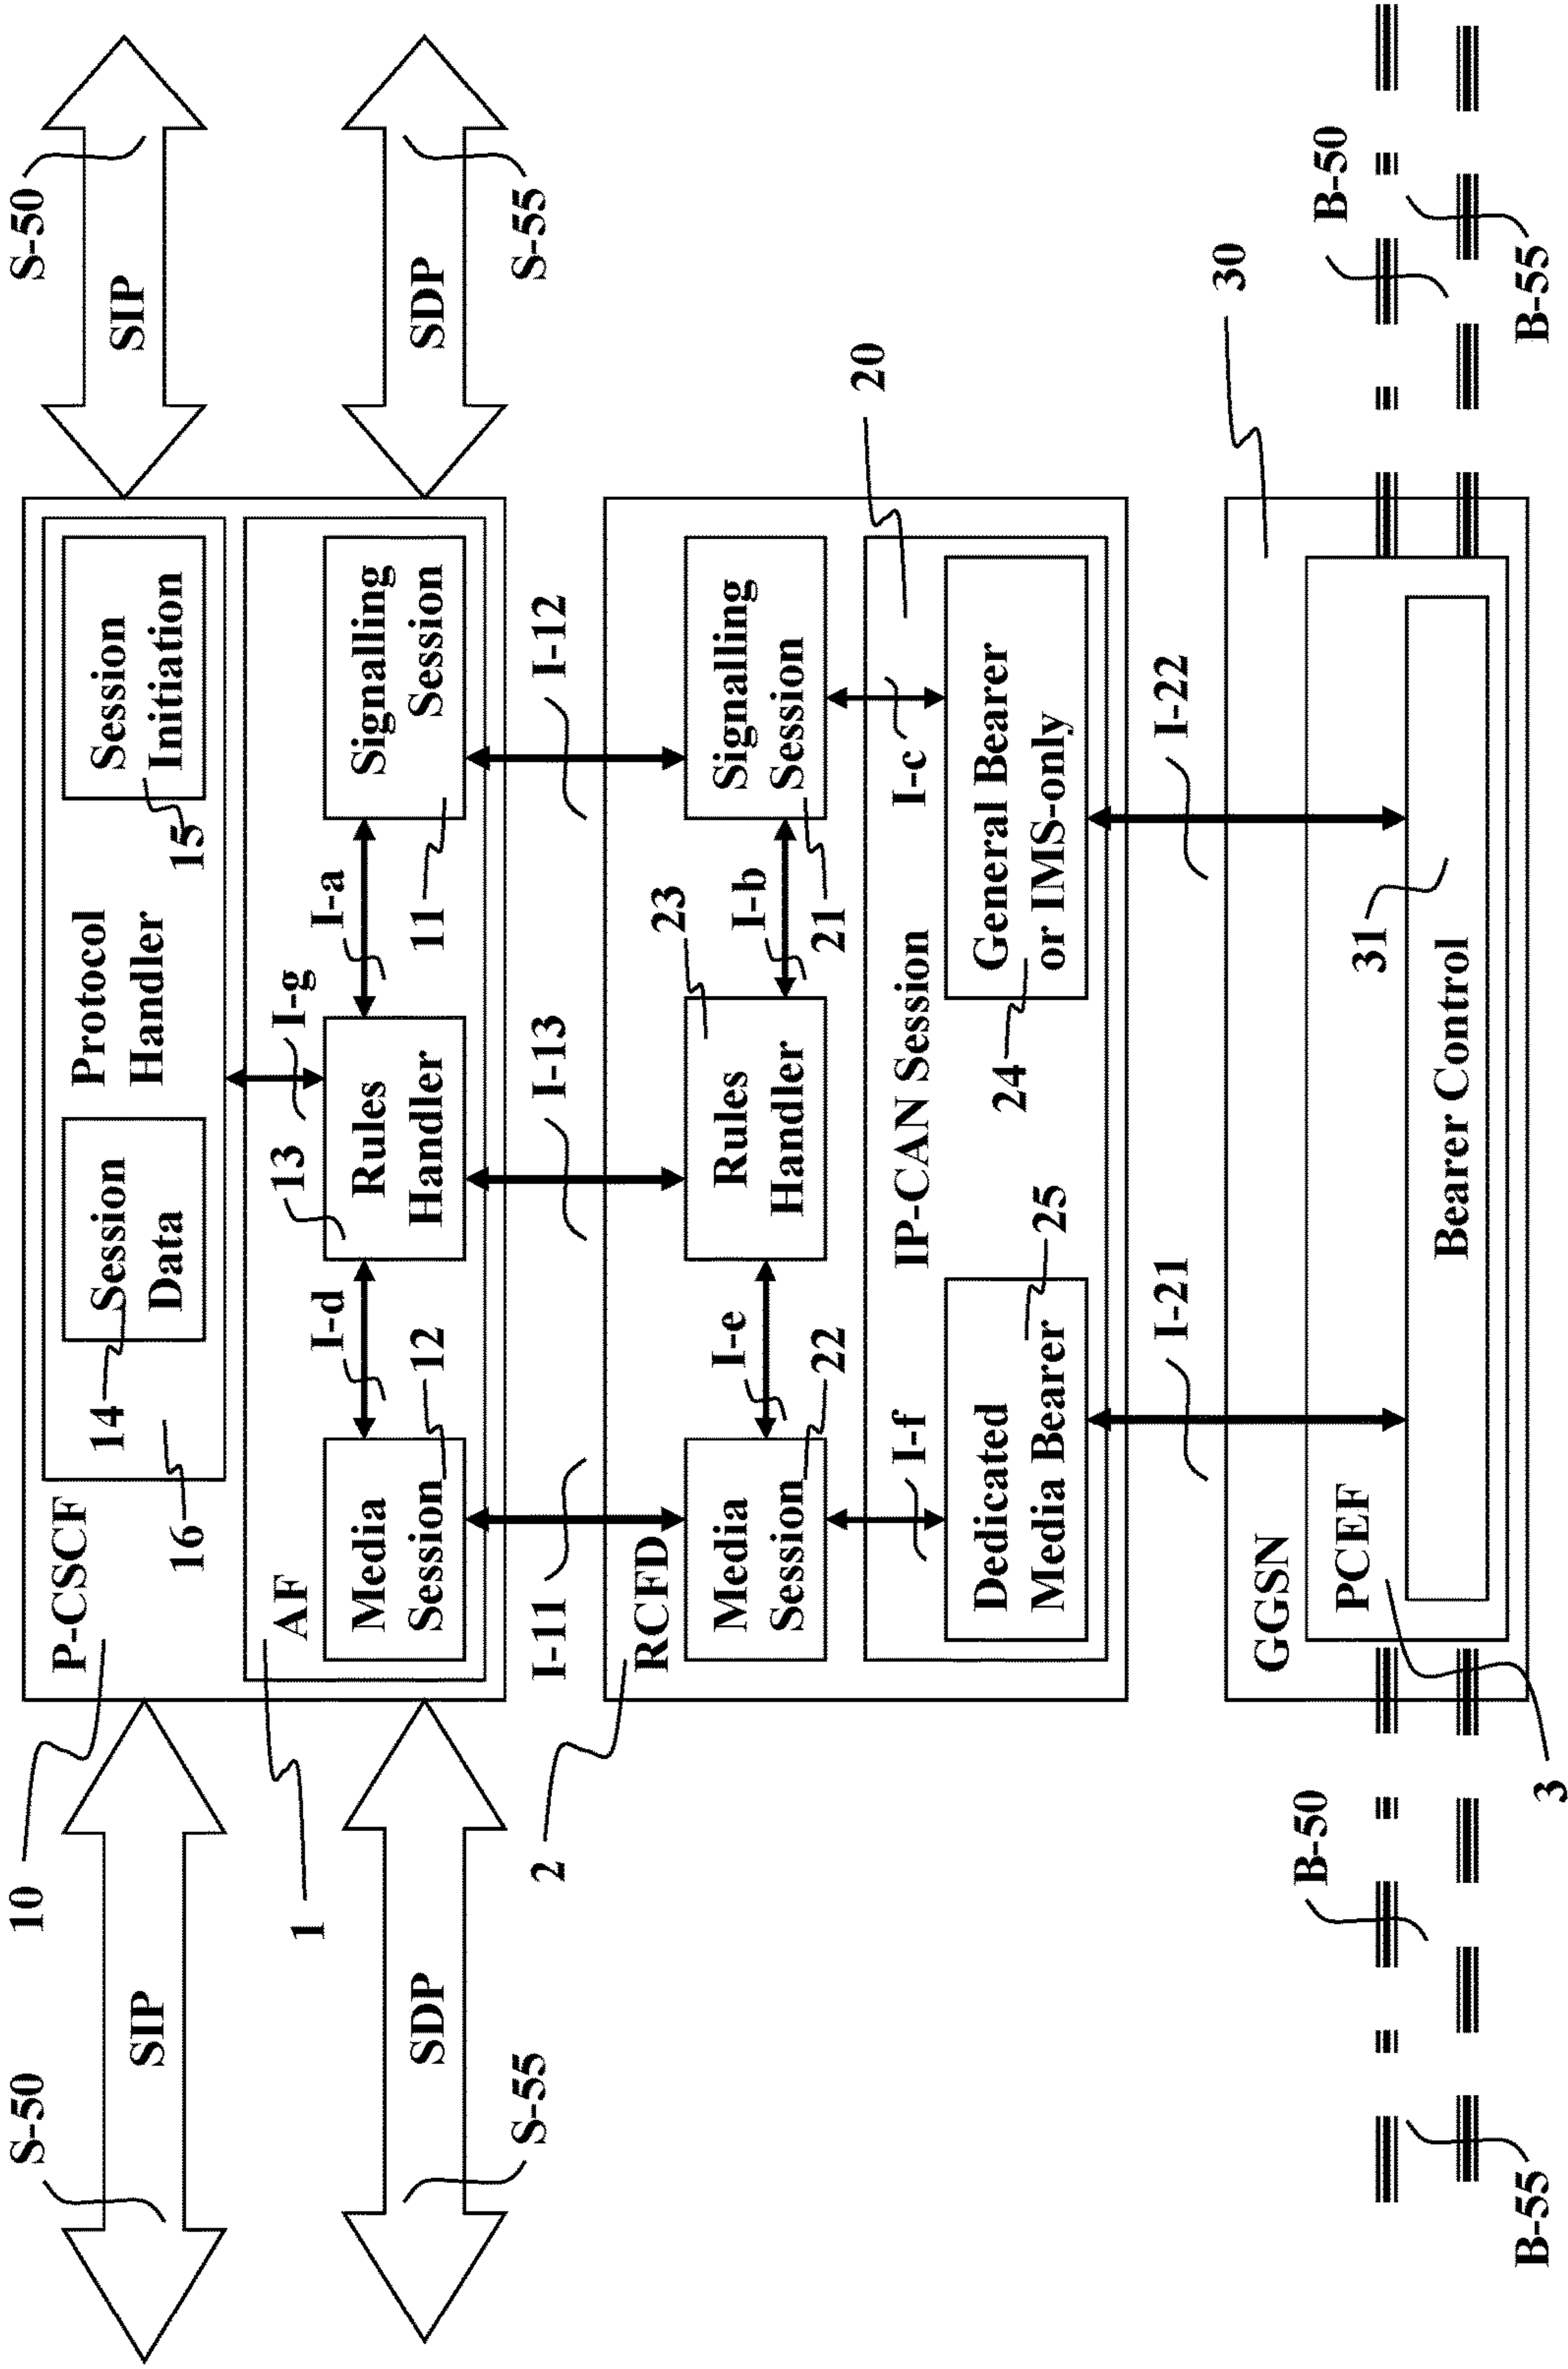 S-50
SIP
10
P-CSCF
16
14
Session
Data
Protocol
Handler
15
Session
Initiation
SIP
S-50
SDP
S-55
1
AF
Media
Session
12
I-d
13
Rules
Handler
I-g
I-a
11
Signalling
Session
SDP
S-55
I-11
I-13
I-12
2
RCFD
Media
Session
22
I-e
Rules
Handler
23
I-b
21
Signalling
Session
I-f
I-c
20
IP-CAN Session
Dedicated
Media Bearer
25
24
General Bearer
or IMS-only
I-21
I-22
30
GGSN
PCEF
3
Bearer Control
31
B-50
B-55
B-50
B-55